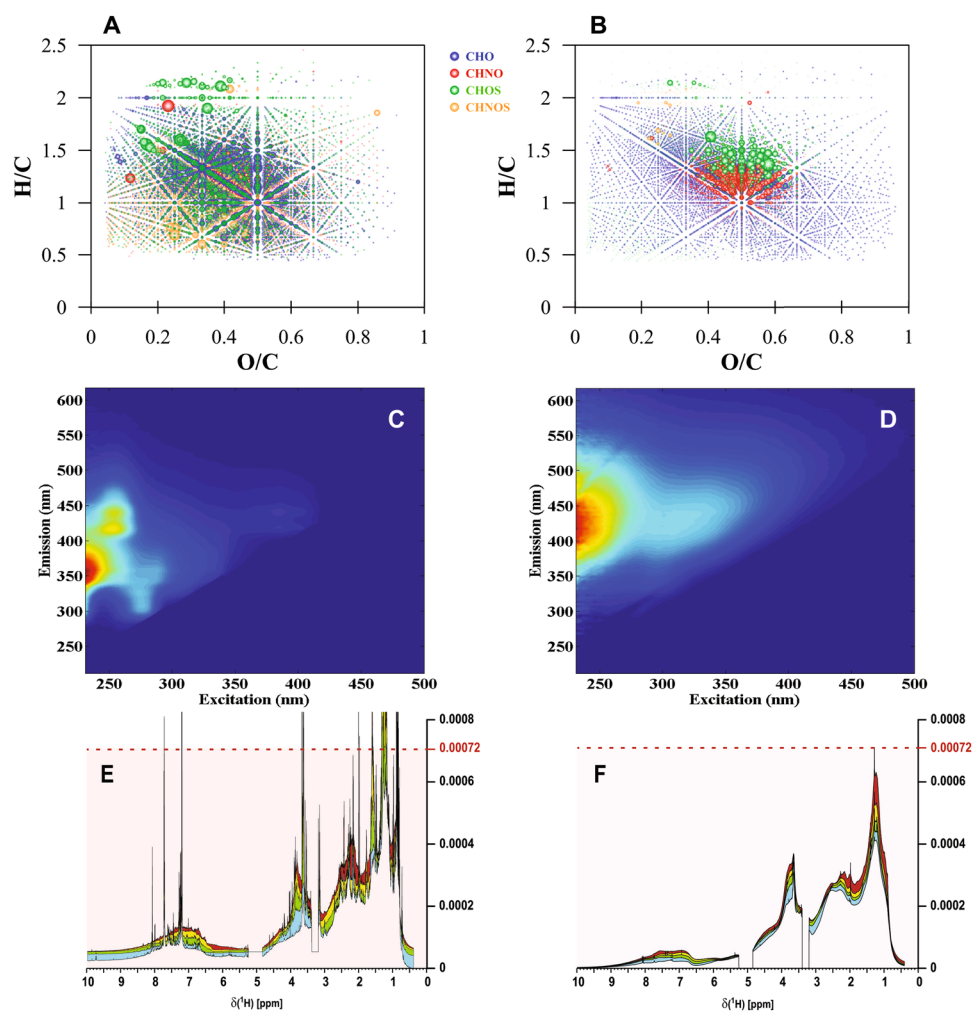 A
B
2.5
2
1.5
1
0.5
0
H/C
0
0.2
0.4
0.6
0.8
1
O/C
CHO
CHNO
CHOS
CHNOS
2.5
2
1.5
1
0.5
0
H/C
0
0.2
0.4
0.6
0.8
1
O/C
C
600
550
500
450
400
350
300
250
Emission (nm)
250
300
350
400
450
500
Excitation (nm)
D
600
550
500
450
400
350
300
250
Emission (nm)
250
300
350
400
450
500
Excitation (nm)
E
0.0008
0.00072
0.0006
0.0004
0.0002
0
10 9 8 7 6 5 4 3 2 1 0
δ(¹H) [ppm]
F
0.0008
0.00072
0.0006
0.0004
0.0002
0
10 9 8 7 6 5 4 3 2 1 0
δ(¹H) [ppm]